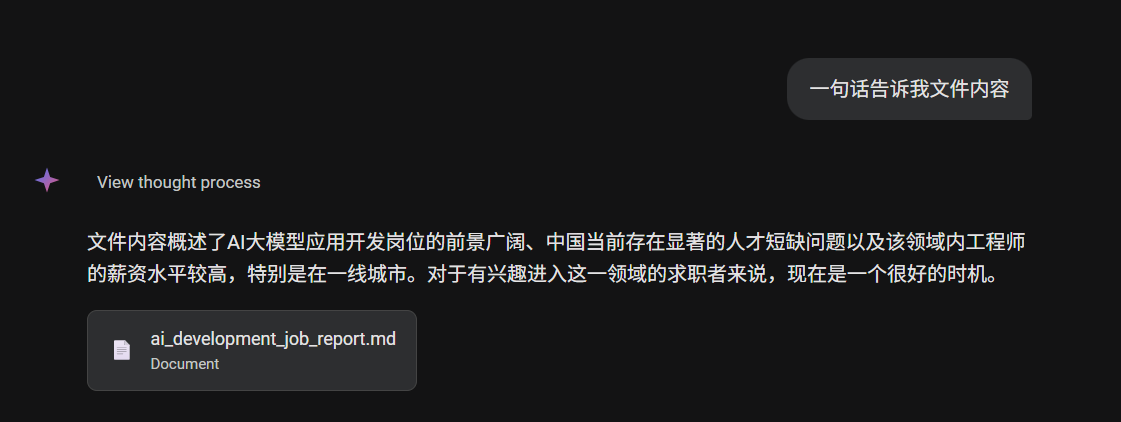 一句话告诉我文件内容
View thought process
文件内容概述了AI大模型应用开发岗位的前景广阔、中国当前存在显著的人才短缺问题以及该领域内工程师
的薪资水平较高，特别是在一线城市。对于有兴趣进入这一领域的求职者来说，现在是一个很好的时机。
ai_development_job_report.md
Document